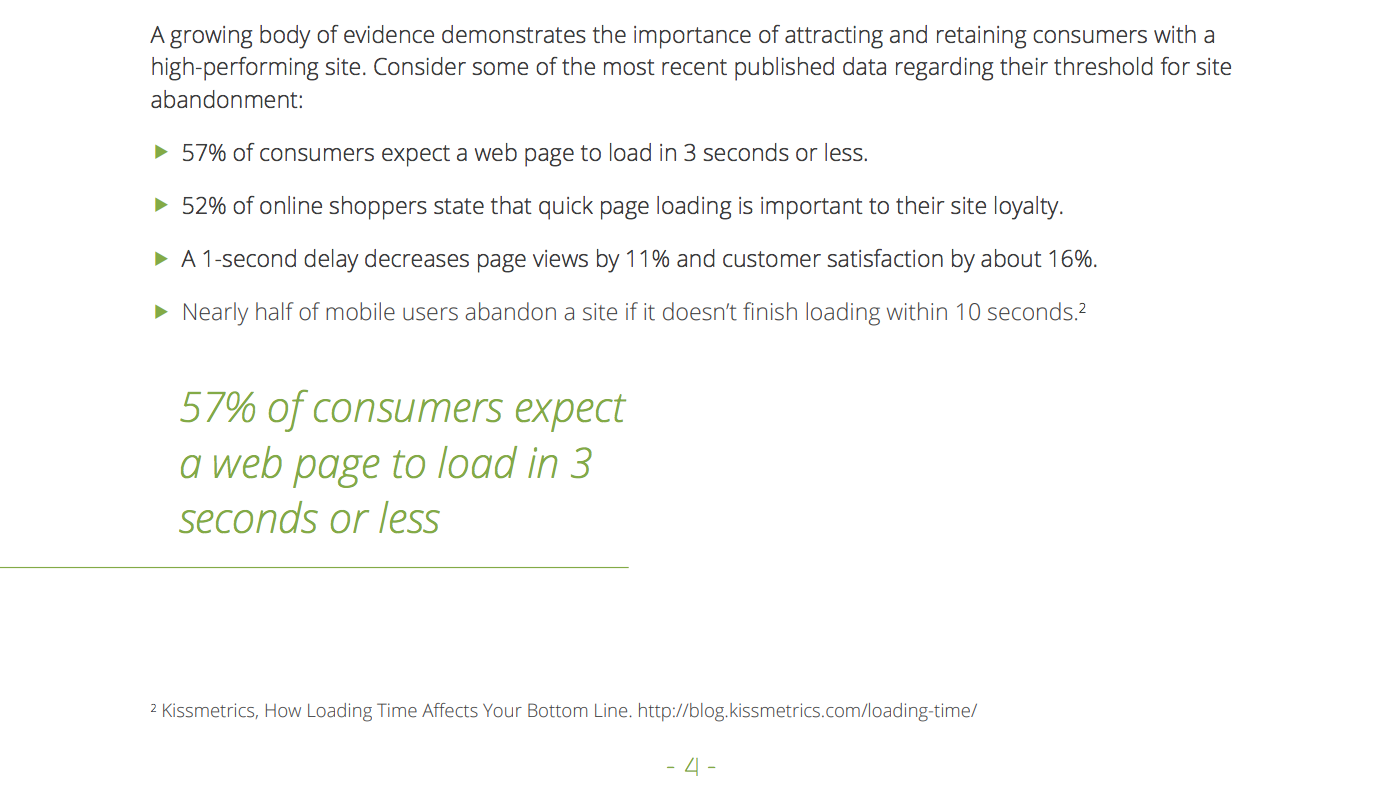 A growing body of evidence demonstrates the importance of attracting and retaining consumers with a
high-performing site. Consider some of the most recent published data regarding their threshold for site
abandonment:
57% of consumers expect a web page to load in 3 seconds or less.
52% of online shoppers state that quick page loading is important to their site loyalty.
A 1-second delay decreases page views by 11% and customer satisfaction by about 16%.
Nearly half of mobile users abandon a site if it doesn’t finish loading within 10 seconds.²
57% of consumers expect
a web page to load in 3
seconds or less
² Kissmetrics, How Loading Time Affects Your Bottom Line. http://blog.kissmetrics.com/loading-time/
- 4 -